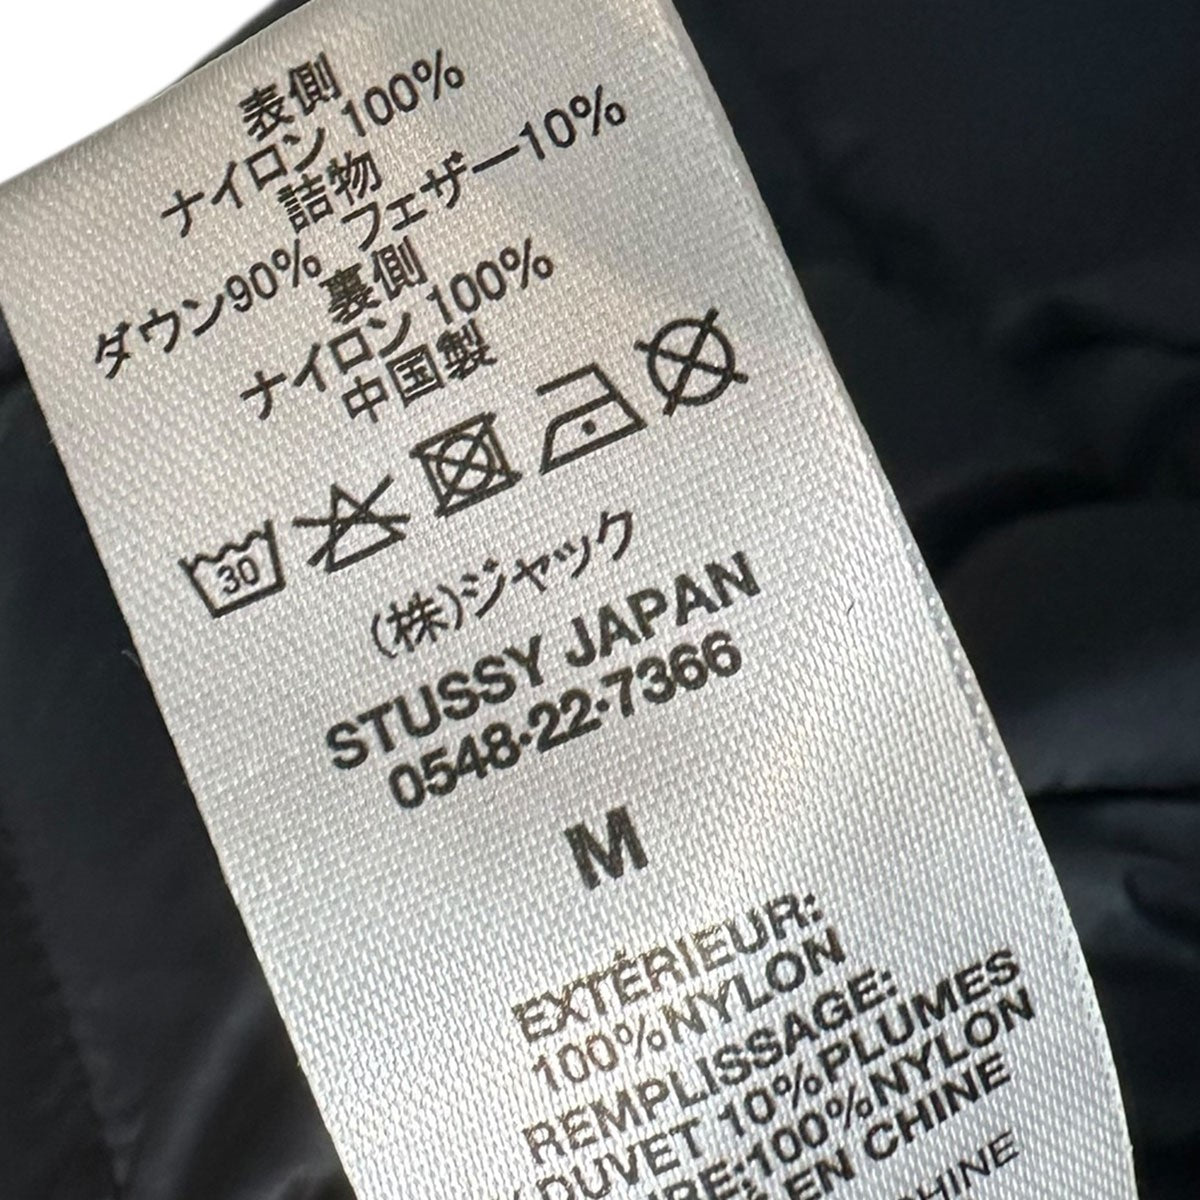 表側
ナイロン 100%
詰物
ダウン90% フェザー10%
裏側
ナイロン 100%
中国製
30
(株)ジャック
STUSSY JAPAN
0548-22-7366
M
EXTÉRIEUR:
100%NYLON
REMPLISSAGE:
DUVET 10%PLUMES
100%NYLON
EN CHINE